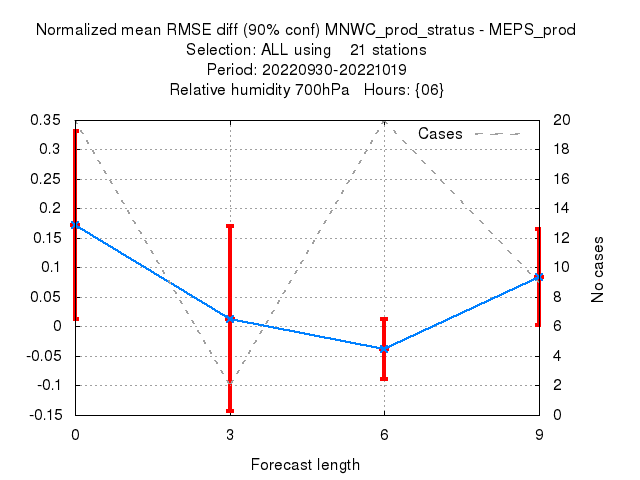 Normalized mean RMSE diff (90% conf) MNWC_prod_stratus - MEPS_prod
Selection: ALL using    21 stations
Period: 20220930-20221019
Relative humidity 700hPa   Hours: {06}
0.35
0.3
0.25
0.2
0.15
0.1
0.05
0
-0.05
-0.1
-0.15
Cases
20
18
16
14
12
10
8
6
4
2
0
No cases
0 3 6 9
Forecast length